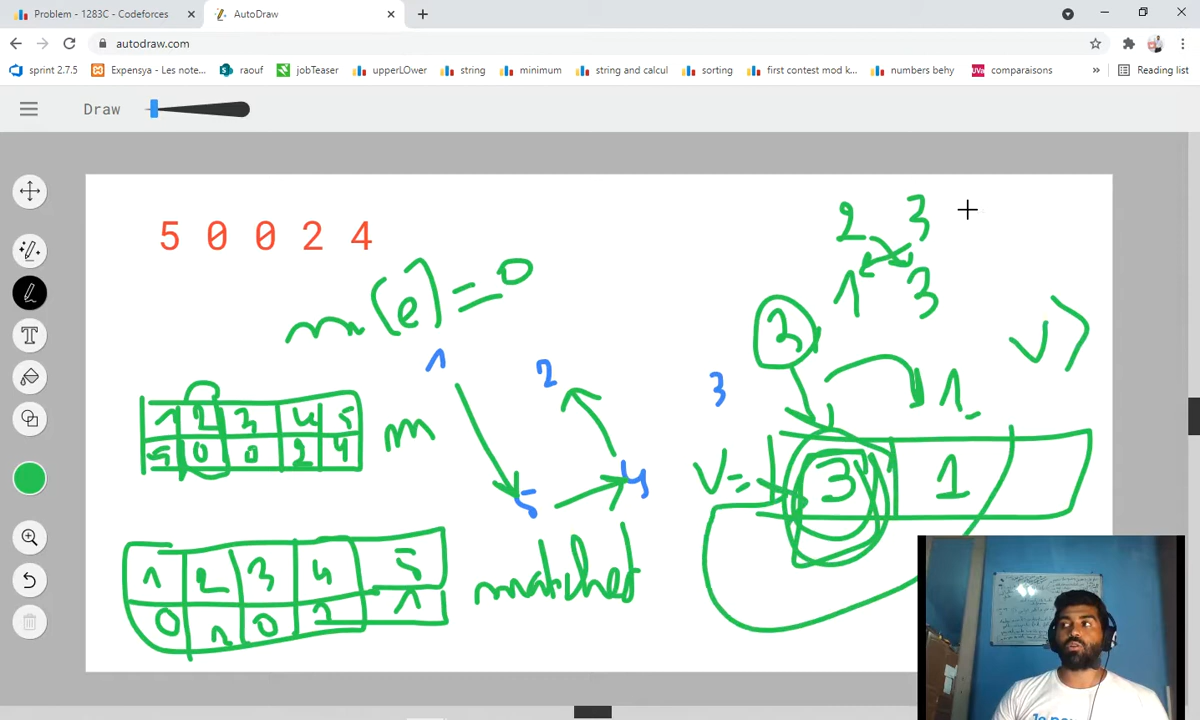 Problem - 1283C - Codeforces
AutoDraw
autodraw.com
sprint 2.7.5
Expensya - Les note...
raouf
jobTeaser
upperLOwer
string
minimum
string and calcul
sorting
first contest mod k...
numbers behy
comparaisons
»
Reading list
Draw
5 0 0 2 4
2 3
1 3
m[e]=0
1
2
3
5
4
1 2 3 4 5
5 0 0 2 4
m
2
1
V=
3 1
V
1 2 3 4 5
matched